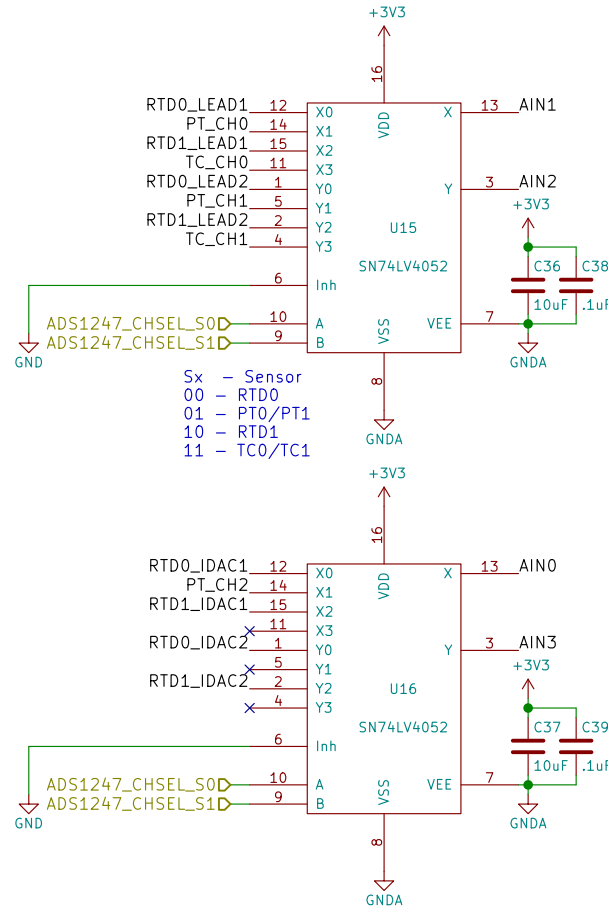 +3V3
16
VDD
RTD0_LEAD1 12 X0 X 13 AIN1
PT_CH0 14 X1
RTD1_LEAD1 15 X2
TC_CH0 11 X3
RTD0_LEAD2 1 Y0 Y 3 AIN2
PT_CH1 5 Y1
RTD1_LEAD2 2 Y2 U15
TC_CH1 4 Y3
+3V3
SN74LV4052 C36 C38
6 Inh
10uF .1uF
ADS1247_CHSEL_S0 10 A VEE 7
ADS1247_CHSEL_S1 9 B
VSS
GND GNDA
8
GNDA
Sx – Sensor
00 – RTD0
01 – PT0/PT1
10 – RTD1
11 – TC0/TC1
+3V3
16
VDD
RTD0_IDAC1 12 X0 X 13 AIN0
PT_CH2 14 X1
RTD1_IDAC1 15 X2
11 X3
RTD0_IDAC2 1 Y0 Y 3 AIN3
5 Y1
RTD1_IDAC2 2 Y2 U16
4 Y3
+3V3
SN74LV4052 C37 C39
6 Inh
10uF .1uF
ADS1247_CHSEL_S0 10 A VEE 7
ADS1247_CHSEL_S1 9 B
VSS
GND GNDA
8
GNDA